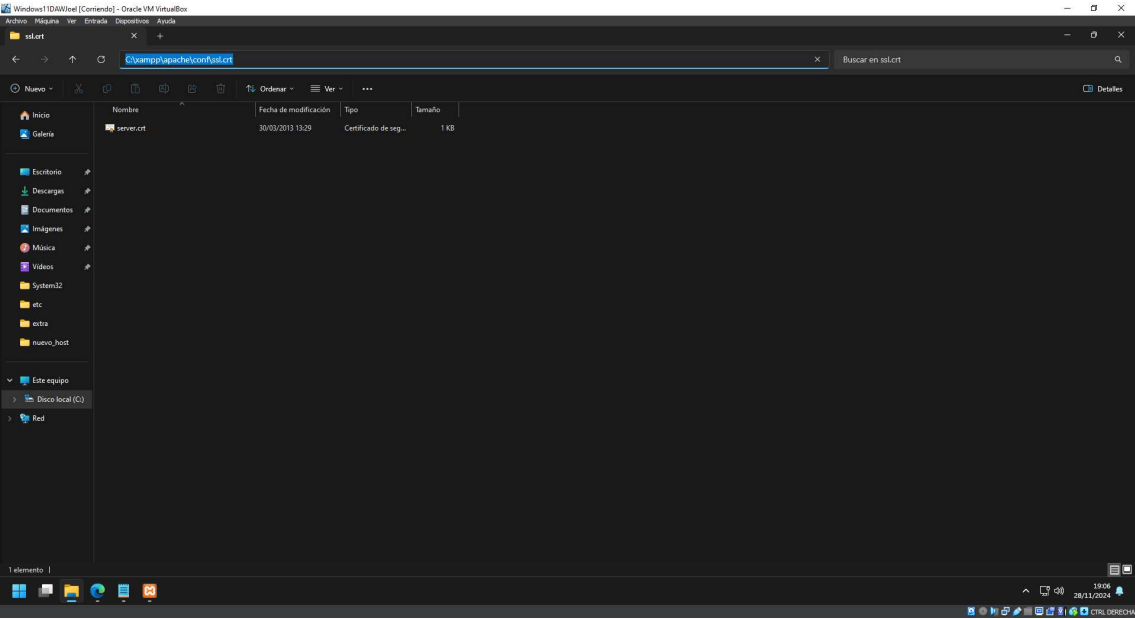 Windows11DAWJoel [Corriendo] - Oracle VM VirtualBox
Archivo Máquina Ver Entrada Dispositivos Ayuda
ssl.crt
C:\xampp\apache\conf\ssl.crt
Buscar en ssl.crt
Nuevo
Ordenar
Ver
Detalles
Nombre Fecha de modificación Tipo Tamaño
server.crt 30/03/2013 13:29 Certificado de seg... 1 KB
Inicio
Galería
Escritorio
Descargas
Documentos
Imágenes
Música
Vídeos
System32
etc
extra
nuevo_host
Este equipo
Disco local (C:)
Red
1 elemento
19:06
28/11/2024
CTRL DERECHA